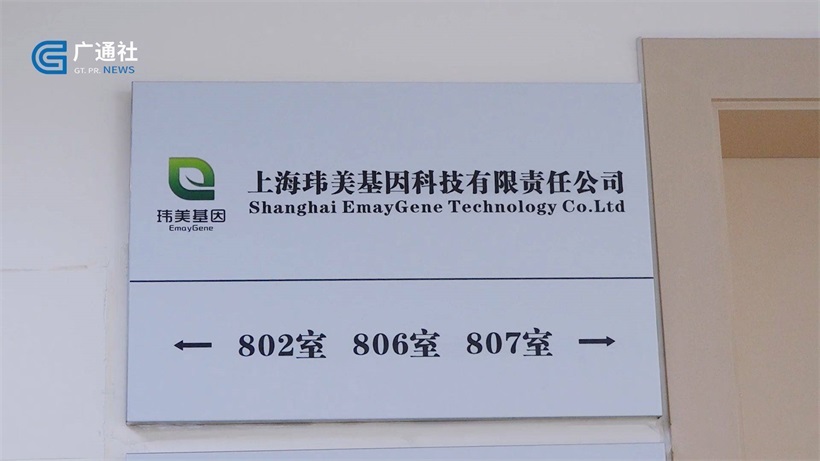 广通社
GT. PR. NEWS
上海玮美基因科技有限责任公司
Shanghai EmayGene Technology Co.Ltd
玮美基因
EmayGene
← 802室 806室 807室 →